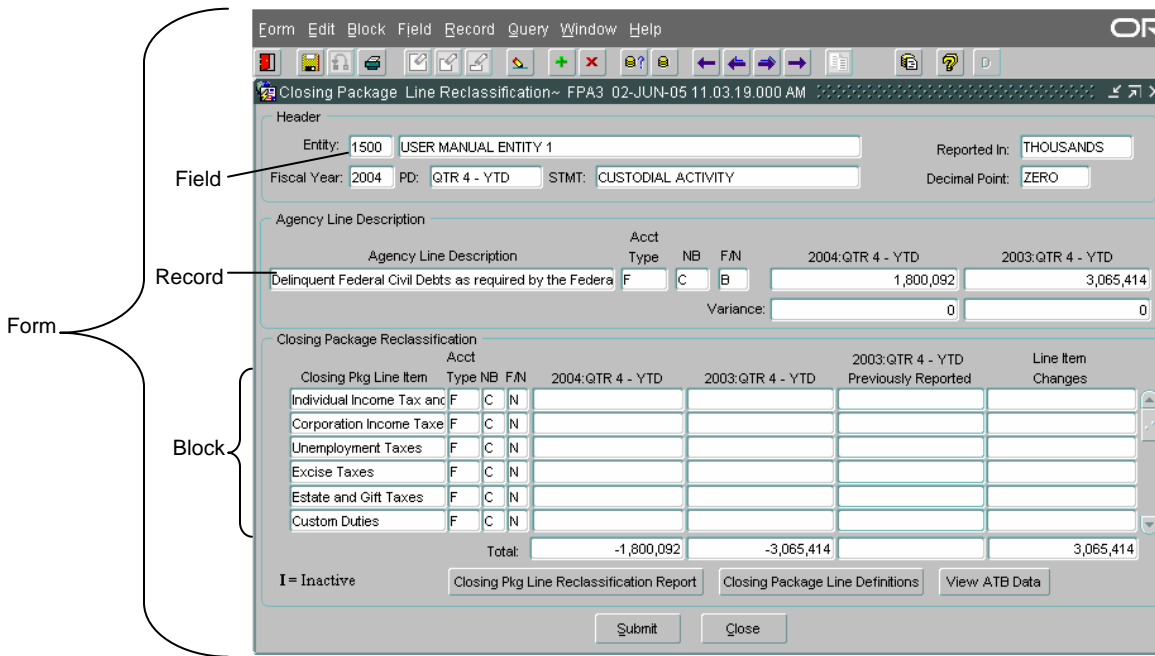 Form Edit Block Field Record Query Window Help OR
D
Closing Package Line Reclassification~ FPA3 02-JUN-05 11.03.19.000 AM
Header
Entity: 1500 USER MANUAL ENTITY 1 Reported In: THOUSANDS
Field
Fiscal Year: 2004 PD: QTR 4 - YTD STMT: CUSTODIAL ACTIVITY Decimal Point: ZERO
Agency Line Description
Acct
Agency Line Description Type NB F/N 2004:QTR 4 - YTD 2003:QTR 4 - YTD
Record
Delinquent Federal Civil Debts as required by the Federa F C B 1,800,092 3,065,414
Variance: 0 0
Form
Closing Package Reclassification
Acct 2003:QTR 4 - YTD Line Item
Closing Pkg Line Item Type NB F/N 2004:QTR 4 - YTD 2003:QTR 4 - YTD Previously Reported Changes
Individual Income Tax and F C N
Corporation Income Taxe F C N
Block
Unemployment Taxes F C N
Excise Taxes F C N
Estate and Gift Taxes F C N
Custom Duties F C N
Total: -1,800,092 -3,065,414 3,065,414
I = Inactive Closing Pkg Line Reclassification Report Closing Package Line Definitions View ATB Data
Submit Close